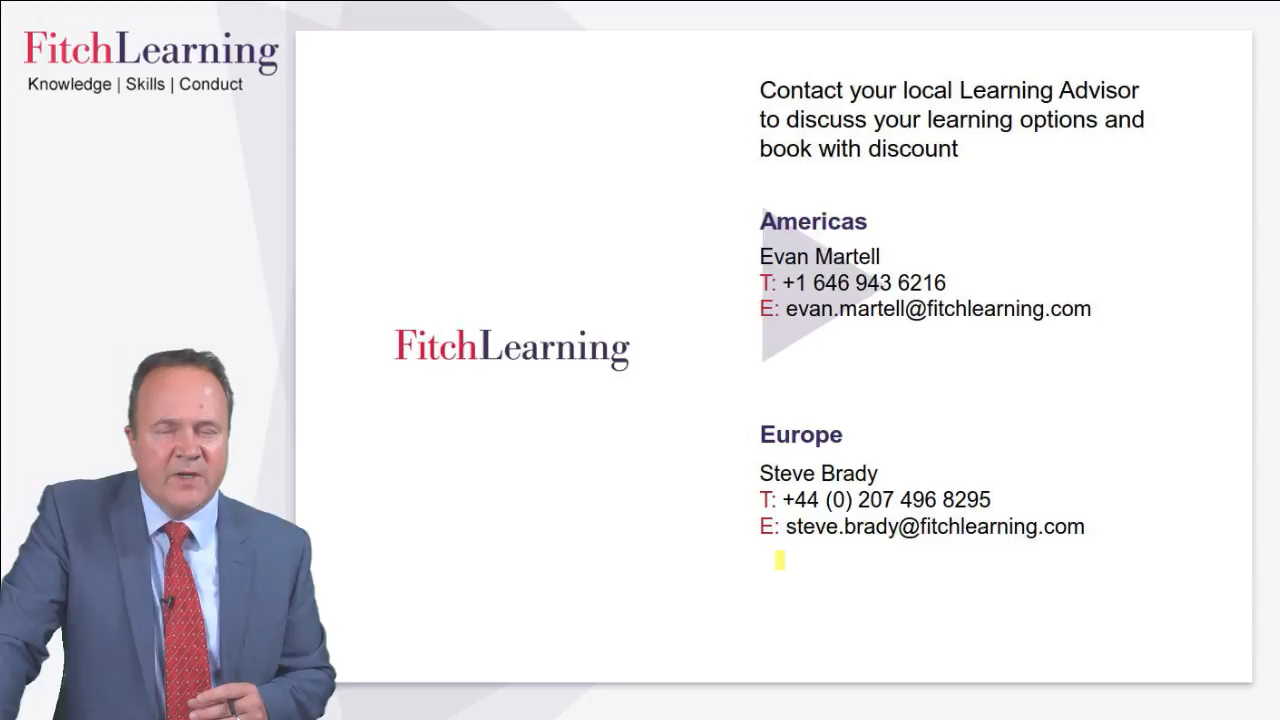 FitchLearning
Knowledge | Skills | Conduct
Contact your local Learning Advisor
to discuss your learning options and
book with discount
Americas
Evan Martell
T: +1 646 943 6216
E: evan.martell@fitchlearning.com
FitchLearning
Europe
Steve Brady
T: +44 (0) 207 496 8295
E: steve.brady@fitchlearning.com